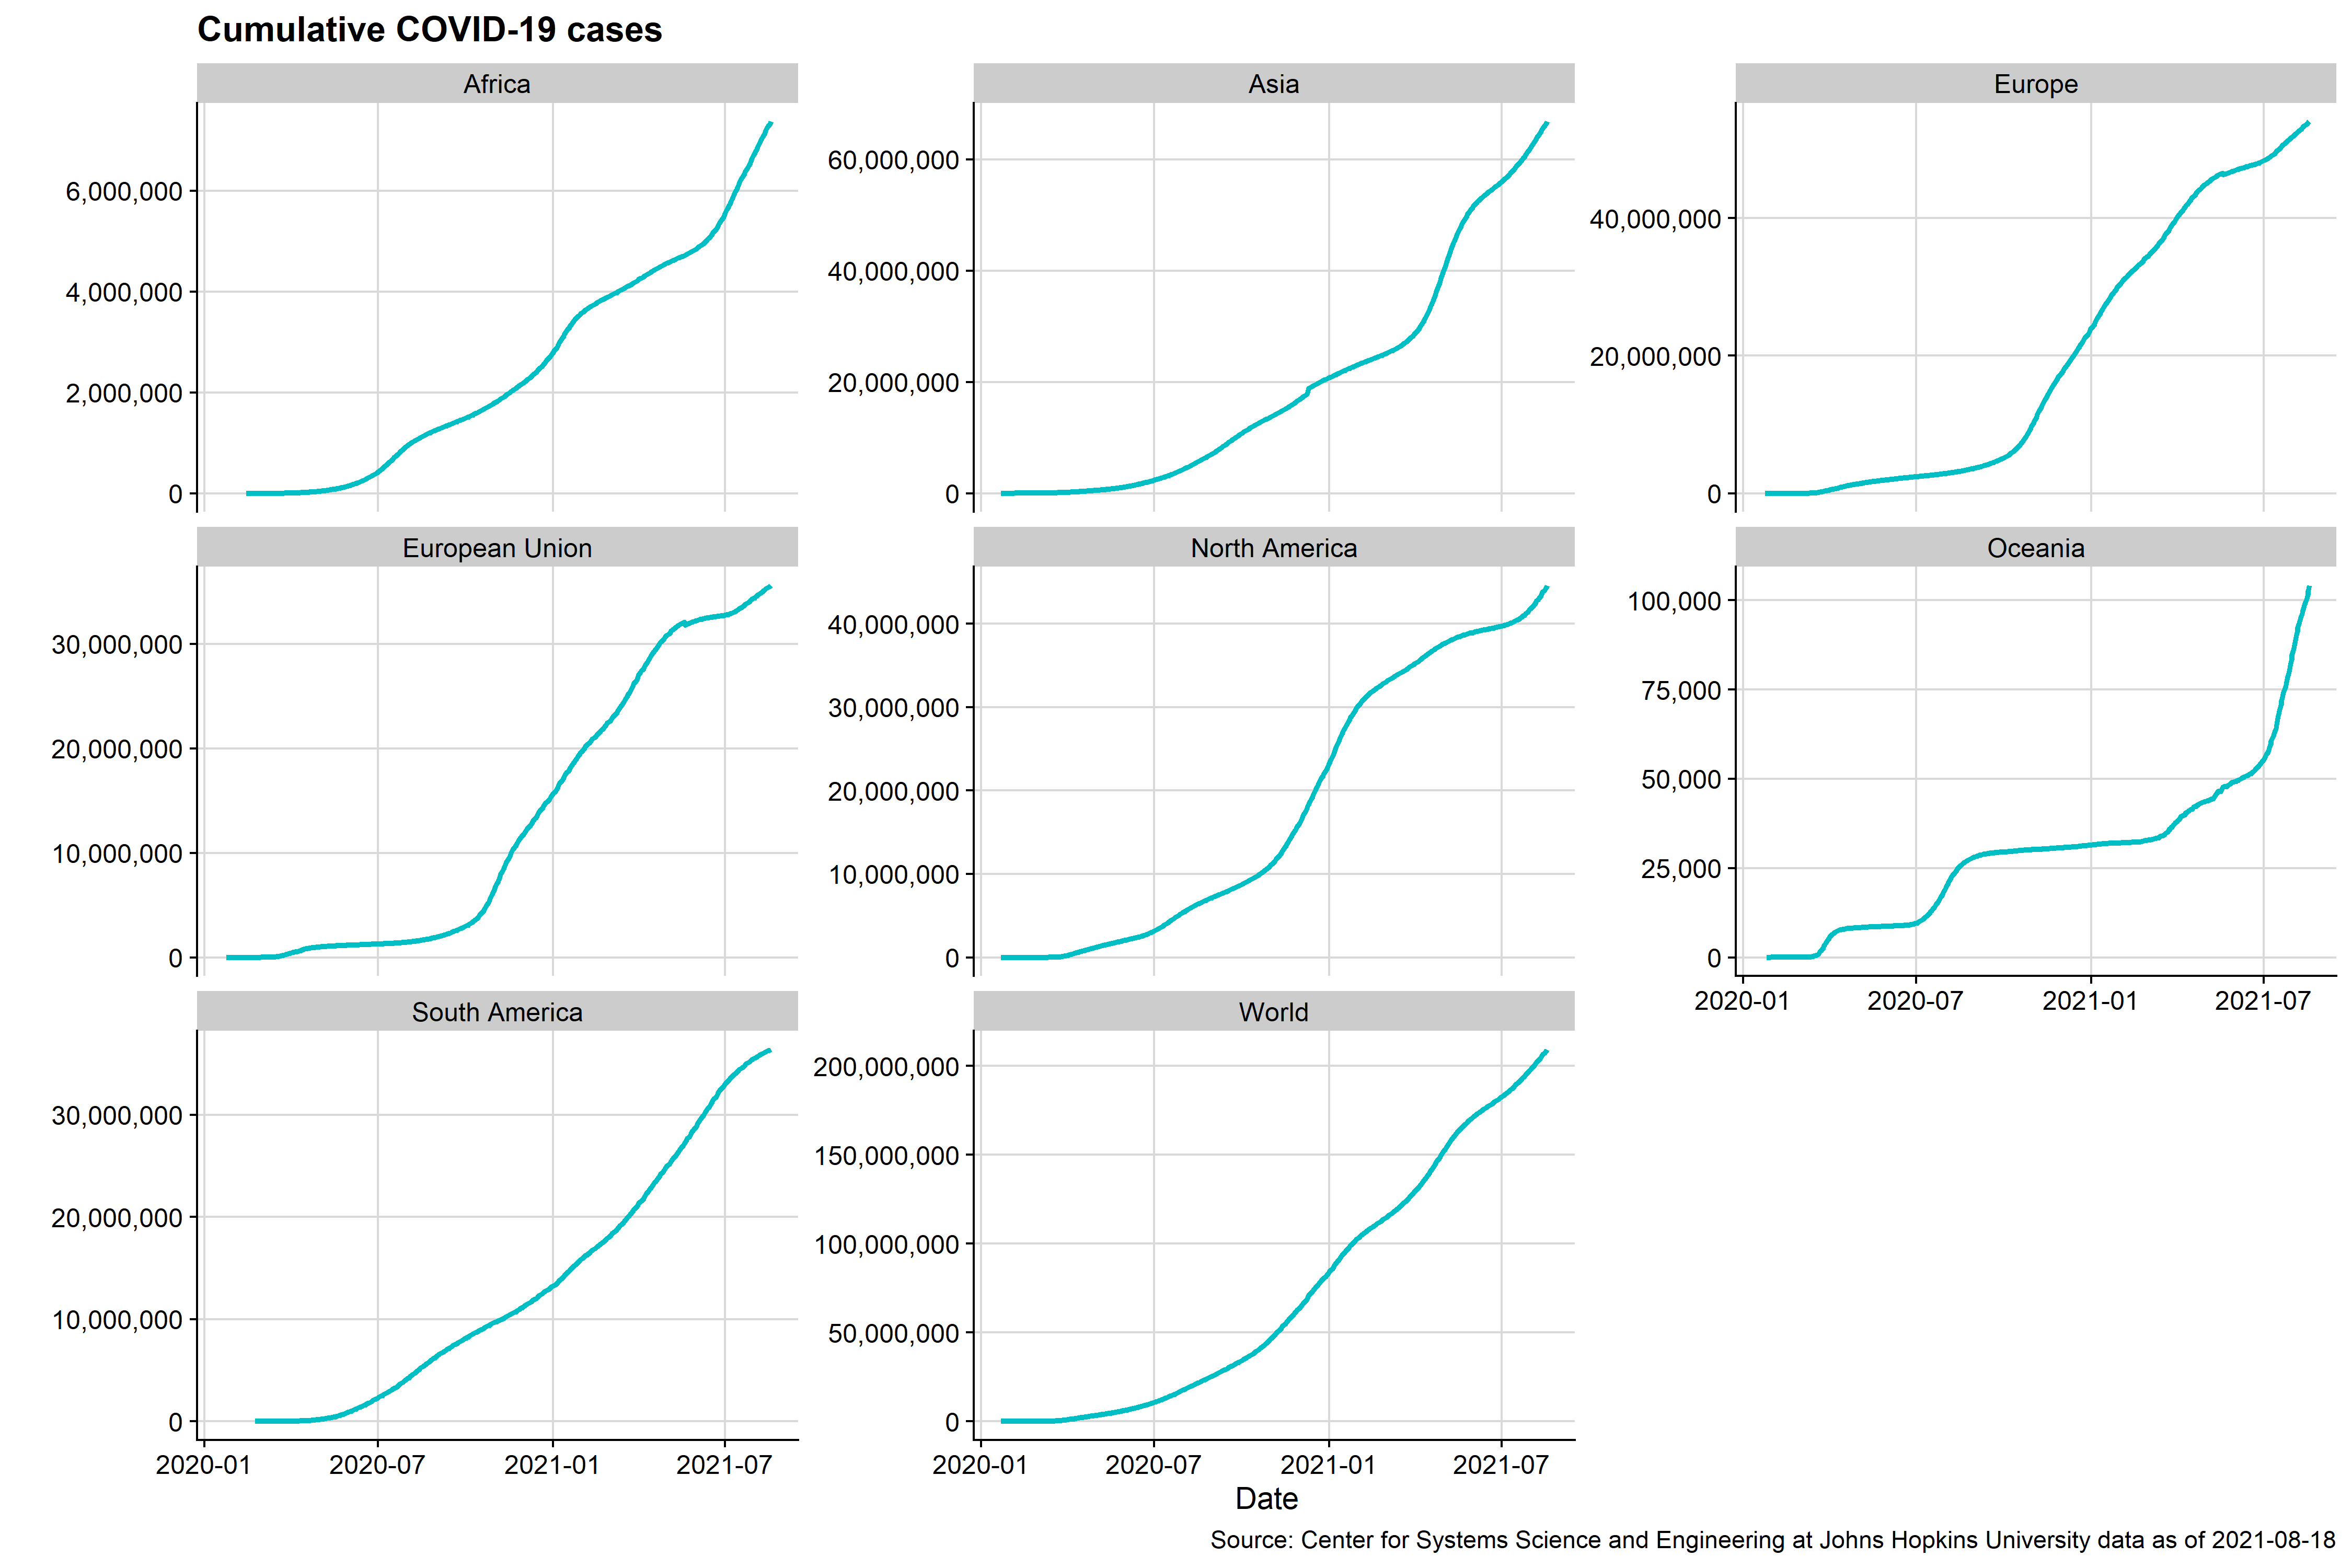 Cumulative COVID-19 cases
Africa
Asia
Europe
6,000,000
4,000,000
2,000,000
0
60,000,000
40,000,000
20,000,000
0
40,000,000
20,000,000
0
European Union
North America
Oceania
30,000,000
20,000,000
10,000,000
0
40,000,000
30,000,000
20,000,000
10,000,000
0
100,000
75,000
50,000
25,000
0
2020-01 2020-07 2021-01 2021-07
South America
World
30,000,000
20,000,000
10,000,000
0
200,000,000
150,000,000
100,000,000
50,000,000
0
2020-01 2020-07 2021-01 2021-07
2020-01 2020-07 2021-01 2021-07
Date
Source: Center for Systems Science and Engineering at Johns Hopkins University data as of 2021-08-18